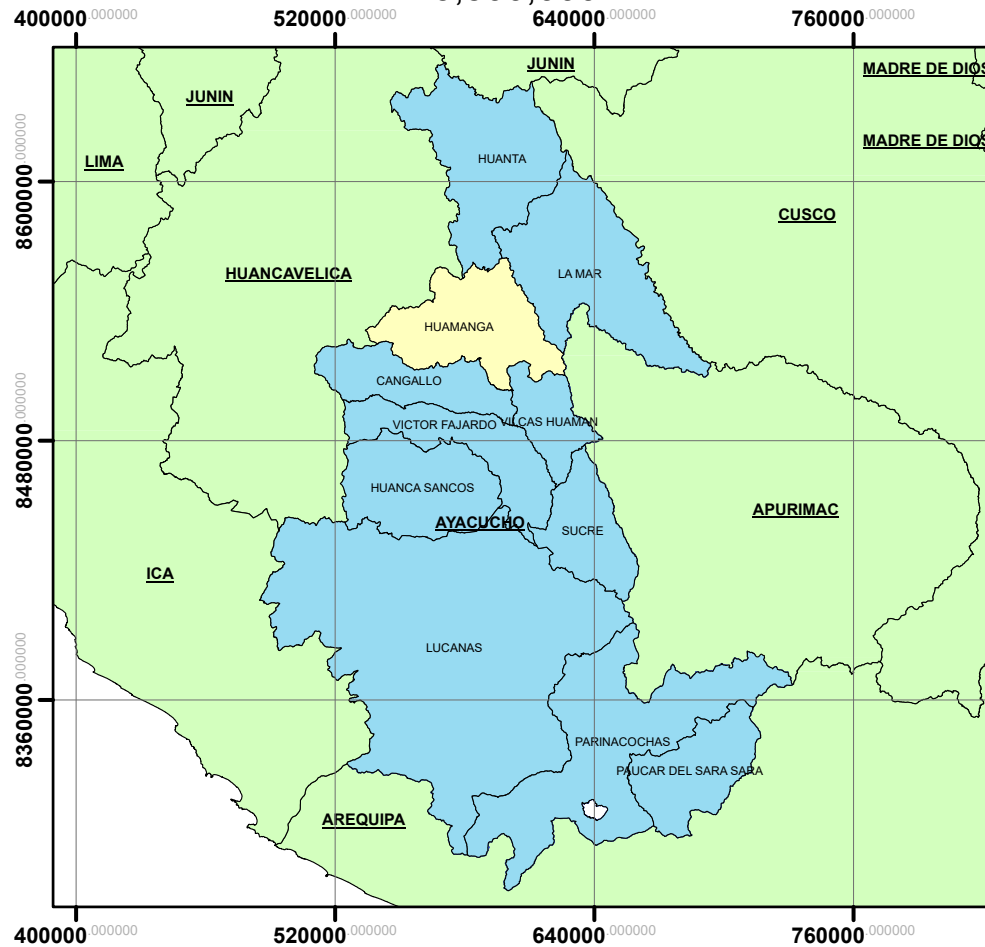 400000.000000 520000.000000 640000.000000 760000.000000
JUNIN
MADRE DE DIOS
JUNIN
MADRE DE DIOS
LIMA
HUANTA
8600000.000000
CUSCO
HUANCAVELICA
LA MAR
HUAMANGA
CANGALLO
VICTOR FAJARDO
VILCAS HUAMAN
8480000.000000
HUANCA SANCOS
AYACUCHO
SUCRE
APURIMAC
ICA
LUCANAS
8360000.000000
PARINACOCHAS
PAUCAR DEL SARA SARA
AREQUIPA
400000.000000 520000.000000 640000.000000 760000.000000